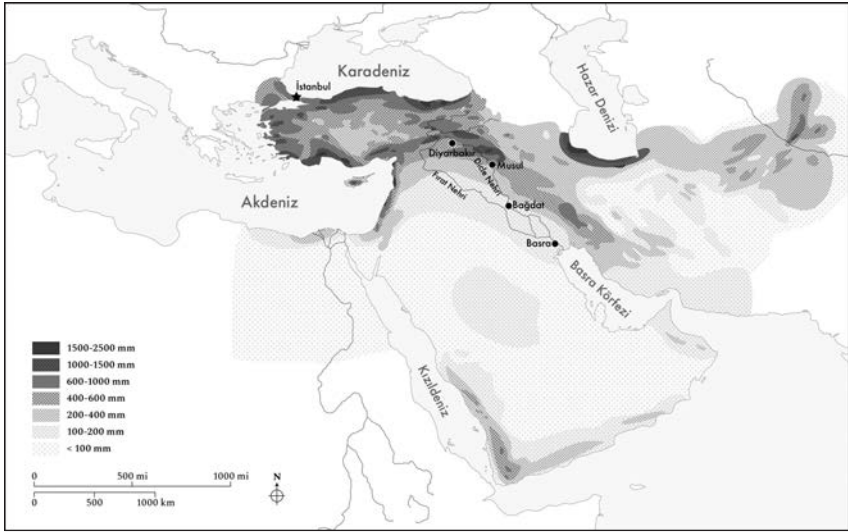 Karadeniz
İstanbul
Hazar Denizi
Diyarbakır
Musul
Dicle Nehri
Fırat Nehri
Akdeniz
Bağdat
Basra
Basra Körfezi
Kızıldeniz
1500-2500 mm
1000-1500 mm
600-1000 mm
400-600 mm
200-400 mm
100-200 mm
< 100 mm
0 500 mi 1000 mi
0 500 1000 km
N